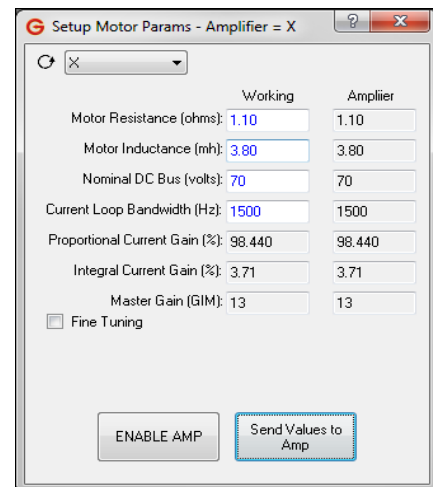 G Setup Motor Params - Amplifier = X ? X
X
Working Ampliier
Motor Resistance (ohms): 1.10 1.10
Motor Inductance (mh): 3.80 3.80
Nominal DC Bus (volts): 70 70
Current Loop Bandwidth (Hz): 1500 1500
Proportional Current Gain (%): 98.440 98.440
Integral Current Gain (%): 3.71 3.71
Master Gain (GIM): 13 13
Fine Tuning
ENABLE AMP
Send Values to
Amp